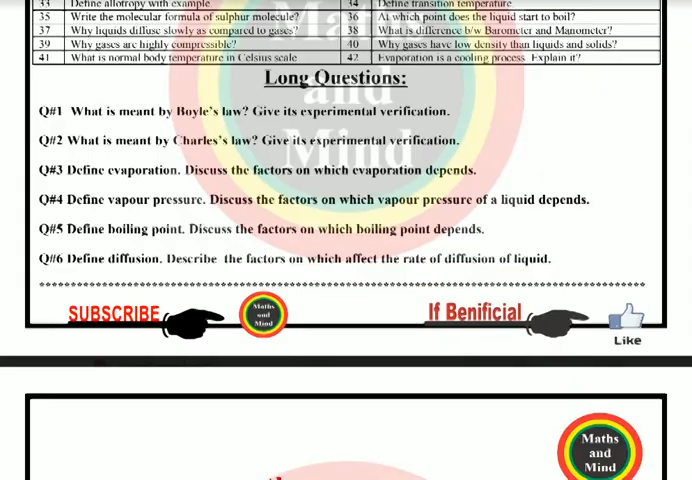 33 Define allotropy with example 34 Define transition temperature
35 Write the molecular formula of sulphur molecule? 36 At which point does the liquid start to boil?
37 Why liquids diffuse slowly as compared to gases? 38 What is difference b/w Barometer and Manometer?
39 Why gases are highly compressible? 40 Why gases have low density than liquids and solids?
41 What is normal body temperature in Celsius scale 42 Evaporation is a cooling process. Explain it?
Long Questions:
Q#1 What is meant by Boyle's law? Give its experimental verification.
Q#2 What is meant by Charles's law? Give its experimental verification.
Q#3 Define evaporation. Discuss the factors on which evaporation depends.
Q#4 Define vapour pressure. Discuss the factors on which vapour pressure of a liquid depends.
Q#5 Define boiling point. Discuss the factors on which boiling point depends.
Q#6 Define diffusion. Describe the factors on which affect the rate of diffusion of liquid.
Maths
and
Mind
SUBSCRIBE
Maths
and
Mind
If Benificial
Like
Maths
and
Mind